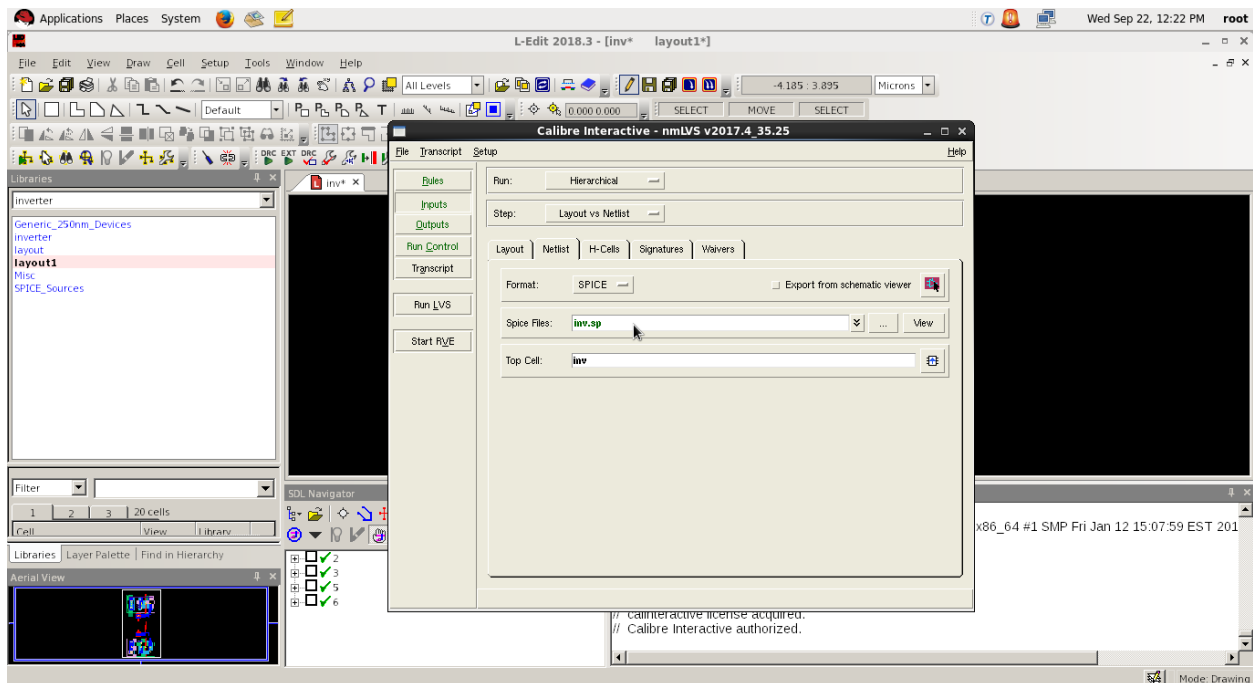 Applications Places System Wed Sep 22, 12:22 PM root
L-Edit 2018.3 - [inv* layout1*]
File Edit View Draw Cell Setup Tools Window Help
All Levels -4.185 : 3.895 Microns
Default T 0.000 0.000 SELECT MOVE SELECT
DRC EXT DRC
Libraries
inverter
Generic_250nm_Devices
inverter
layout
layout1
Misc
SPICE_Sources
Filter
1 2 3 20 cells
Cell View Library
Libraries Layer Palette Find in Hierarchy
Aerial View
inv*
SDL Navigator
2
3
5
6
Calibre Interactive - nmLVS v2017.4_35.25
File Transcript Setup Help
Rules
Inputs
Outputs
Run Control
Transcript
Run LVS
Start RVE
Run: Hierarchical
Step: Layout vs Netlist
Layout Netlist H-Cells Signatures Waivers
Format: SPICE Export from schematic viewer
Spice Files: inv.sp ... View
Top Cell: inv
x86_64 #1 SMP Fri Jan 12 15:07:59 EST 201
// calinteractive license acquired.
// Calibre Interactive authorized.
Mode: Drawing